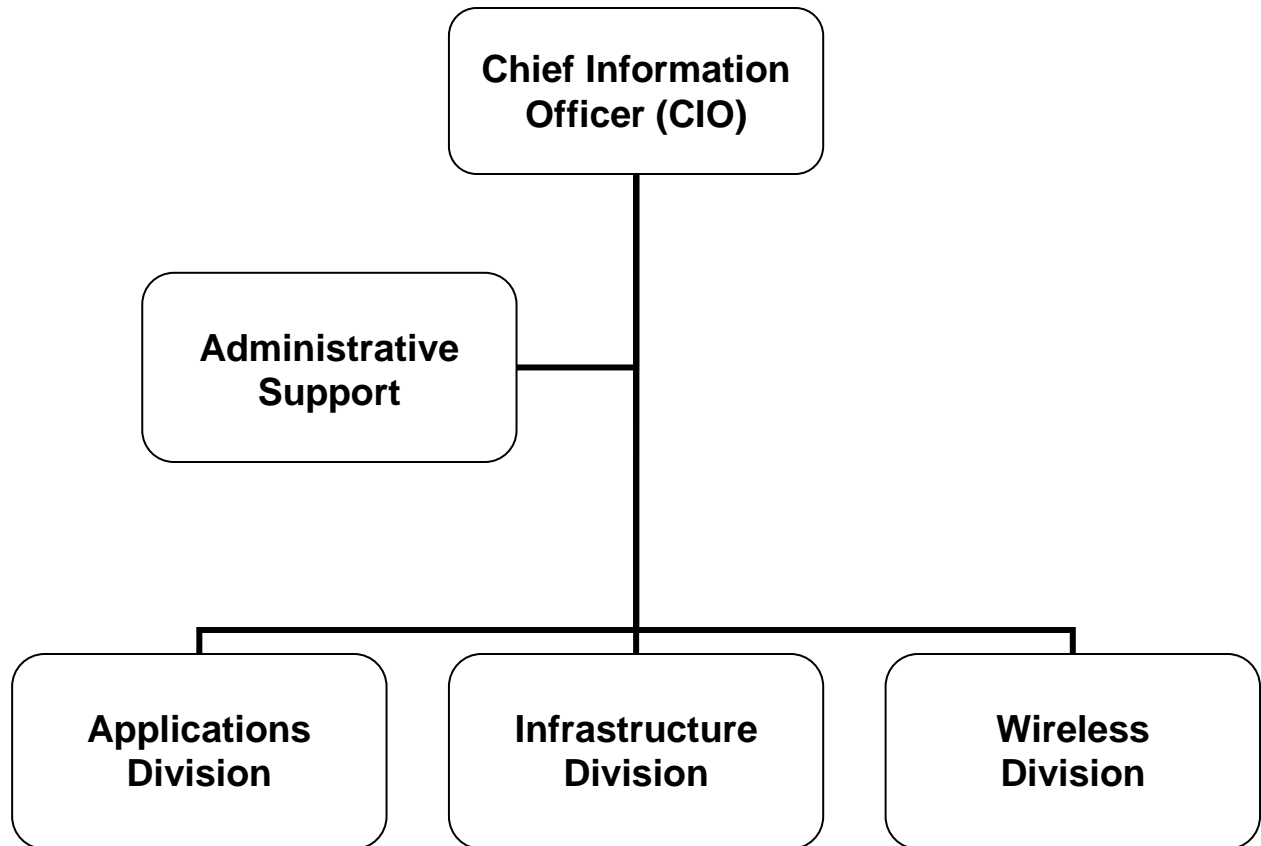 Chief Information
Officer (CIO)
Administrative
Support
Applications
Division
Infrastructure
Division
Wireless
Division